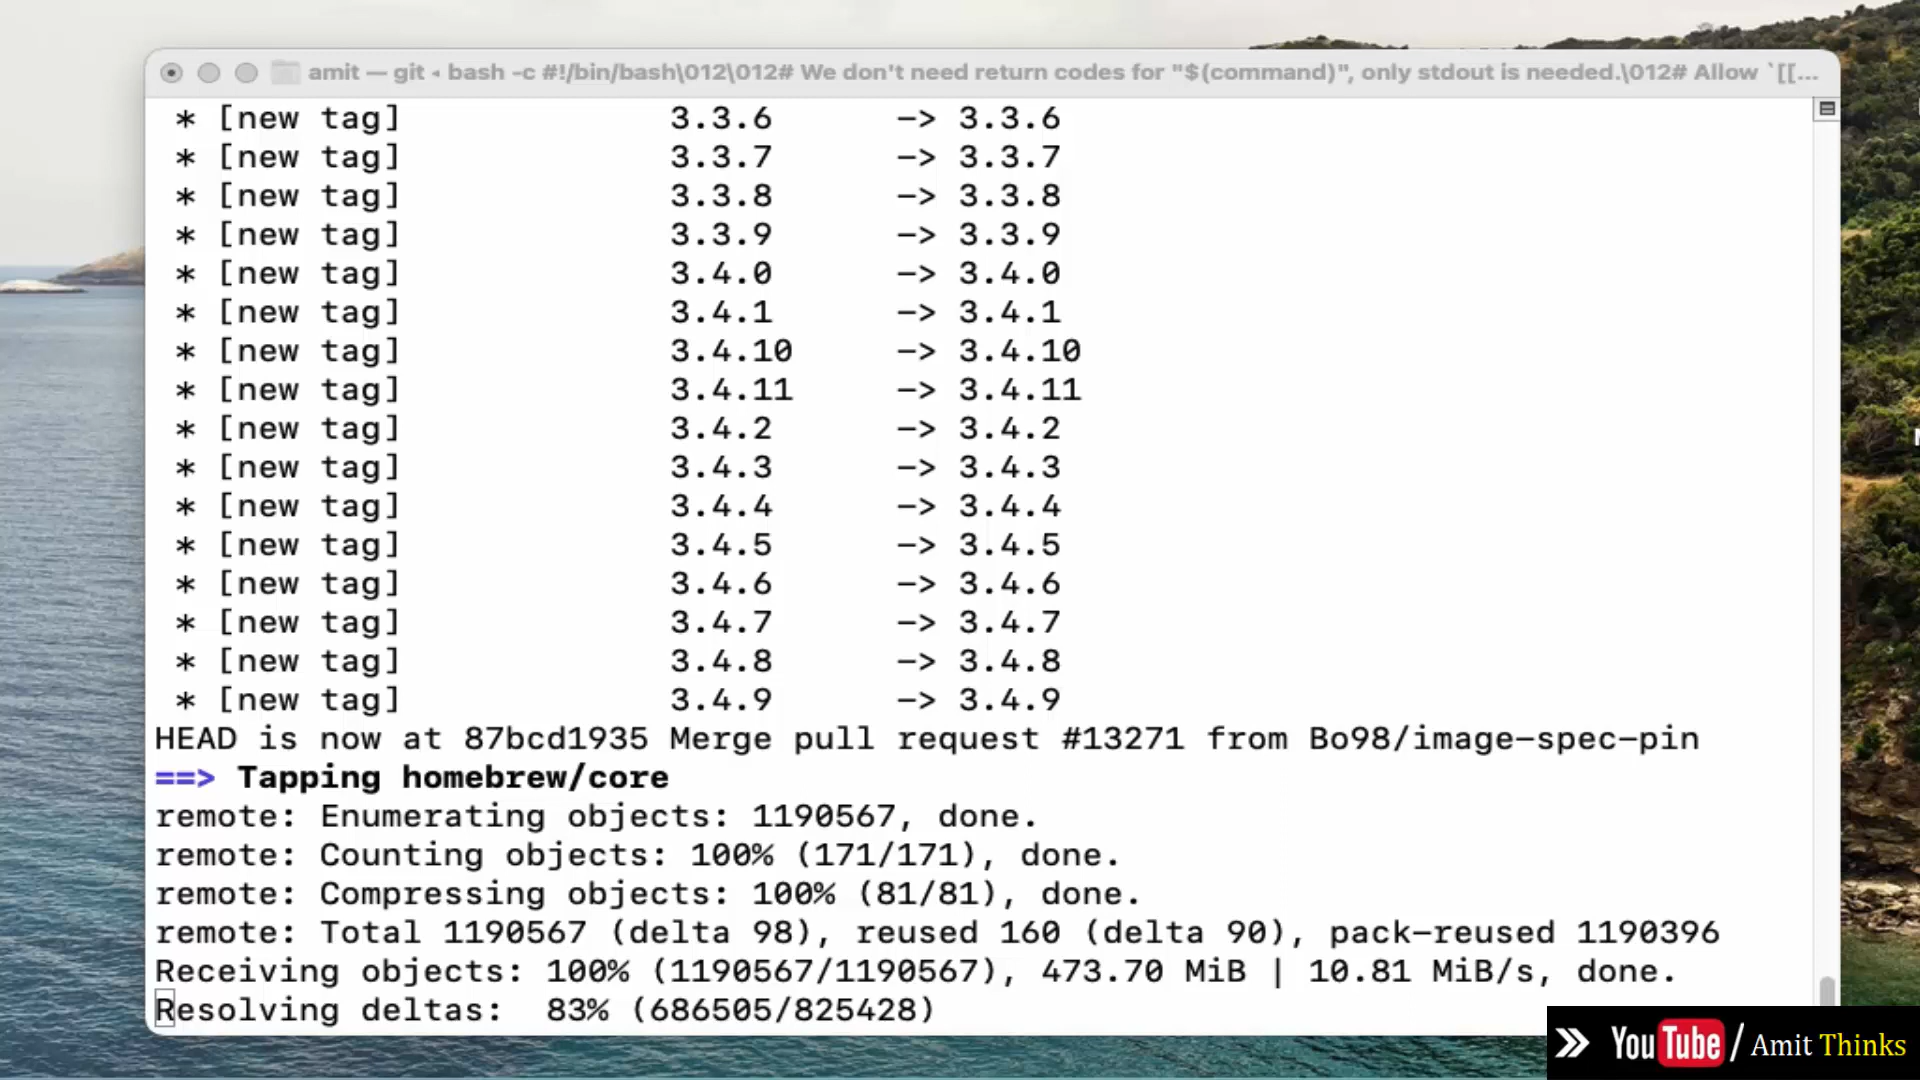 amit — git ◂ bash -c #!/bin/bash\012\012# We don't need return codes for "$(command)", only stdout is needed.\012# Allow `[[...
* [new tag] 3.3.6 -> 3.3.6
* [new tag] 3.3.7 -> 3.3.7
* [new tag] 3.3.8 -> 3.3.8
* [new tag] 3.3.9 -> 3.3.9
* [new tag] 3.4.0 -> 3.4.0
* [new tag] 3.4.1 -> 3.4.1
* [new tag] 3.4.10 -> 3.4.10
* [new tag] 3.4.11 -> 3.4.11
* [new tag] 3.4.2 -> 3.4.2
* [new tag] 3.4.3 -> 3.4.3
* [new tag] 3.4.4 -> 3.4.4
* [new tag] 3.4.5 -> 3.4.5
* [new tag] 3.4.6 -> 3.4.6
* [new tag] 3.4.7 -> 3.4.7
* [new tag] 3.4.8 -> 3.4.8
* [new tag] 3.4.9 -> 3.4.9
HEAD is now at 87bcd1935 Merge pull request #13271 from Bo98/image-spec-pin
==> Tapping homebrew/core
remote: Enumerating objects: 1190567, done.
remote: Counting objects: 100% (171/171), done.
remote: Compressing objects: 100% (81/81), done.
remote: Total 1190567 (delta 98), reused 160 (delta 90), pack-reused 1190396
Receiving objects: 100% (1190567/1190567), 473.70 MiB | 10.81 MiB/s, done.
Resolving deltas: 83% (686505/825428)
YouTube / Amit Thinks